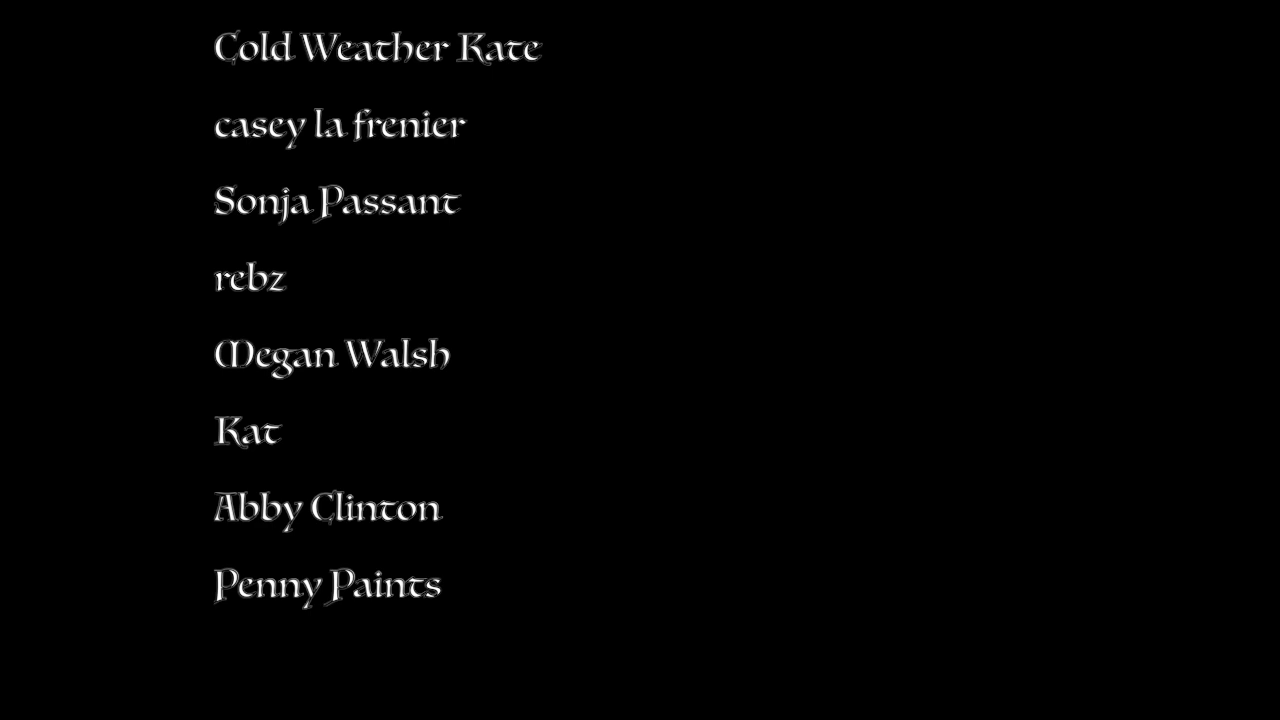 Cold Weather Kate
casey la frenier
Sonja Passant
rebz
Megan Walsh
Kat
Abby Clinton
Penny Paints